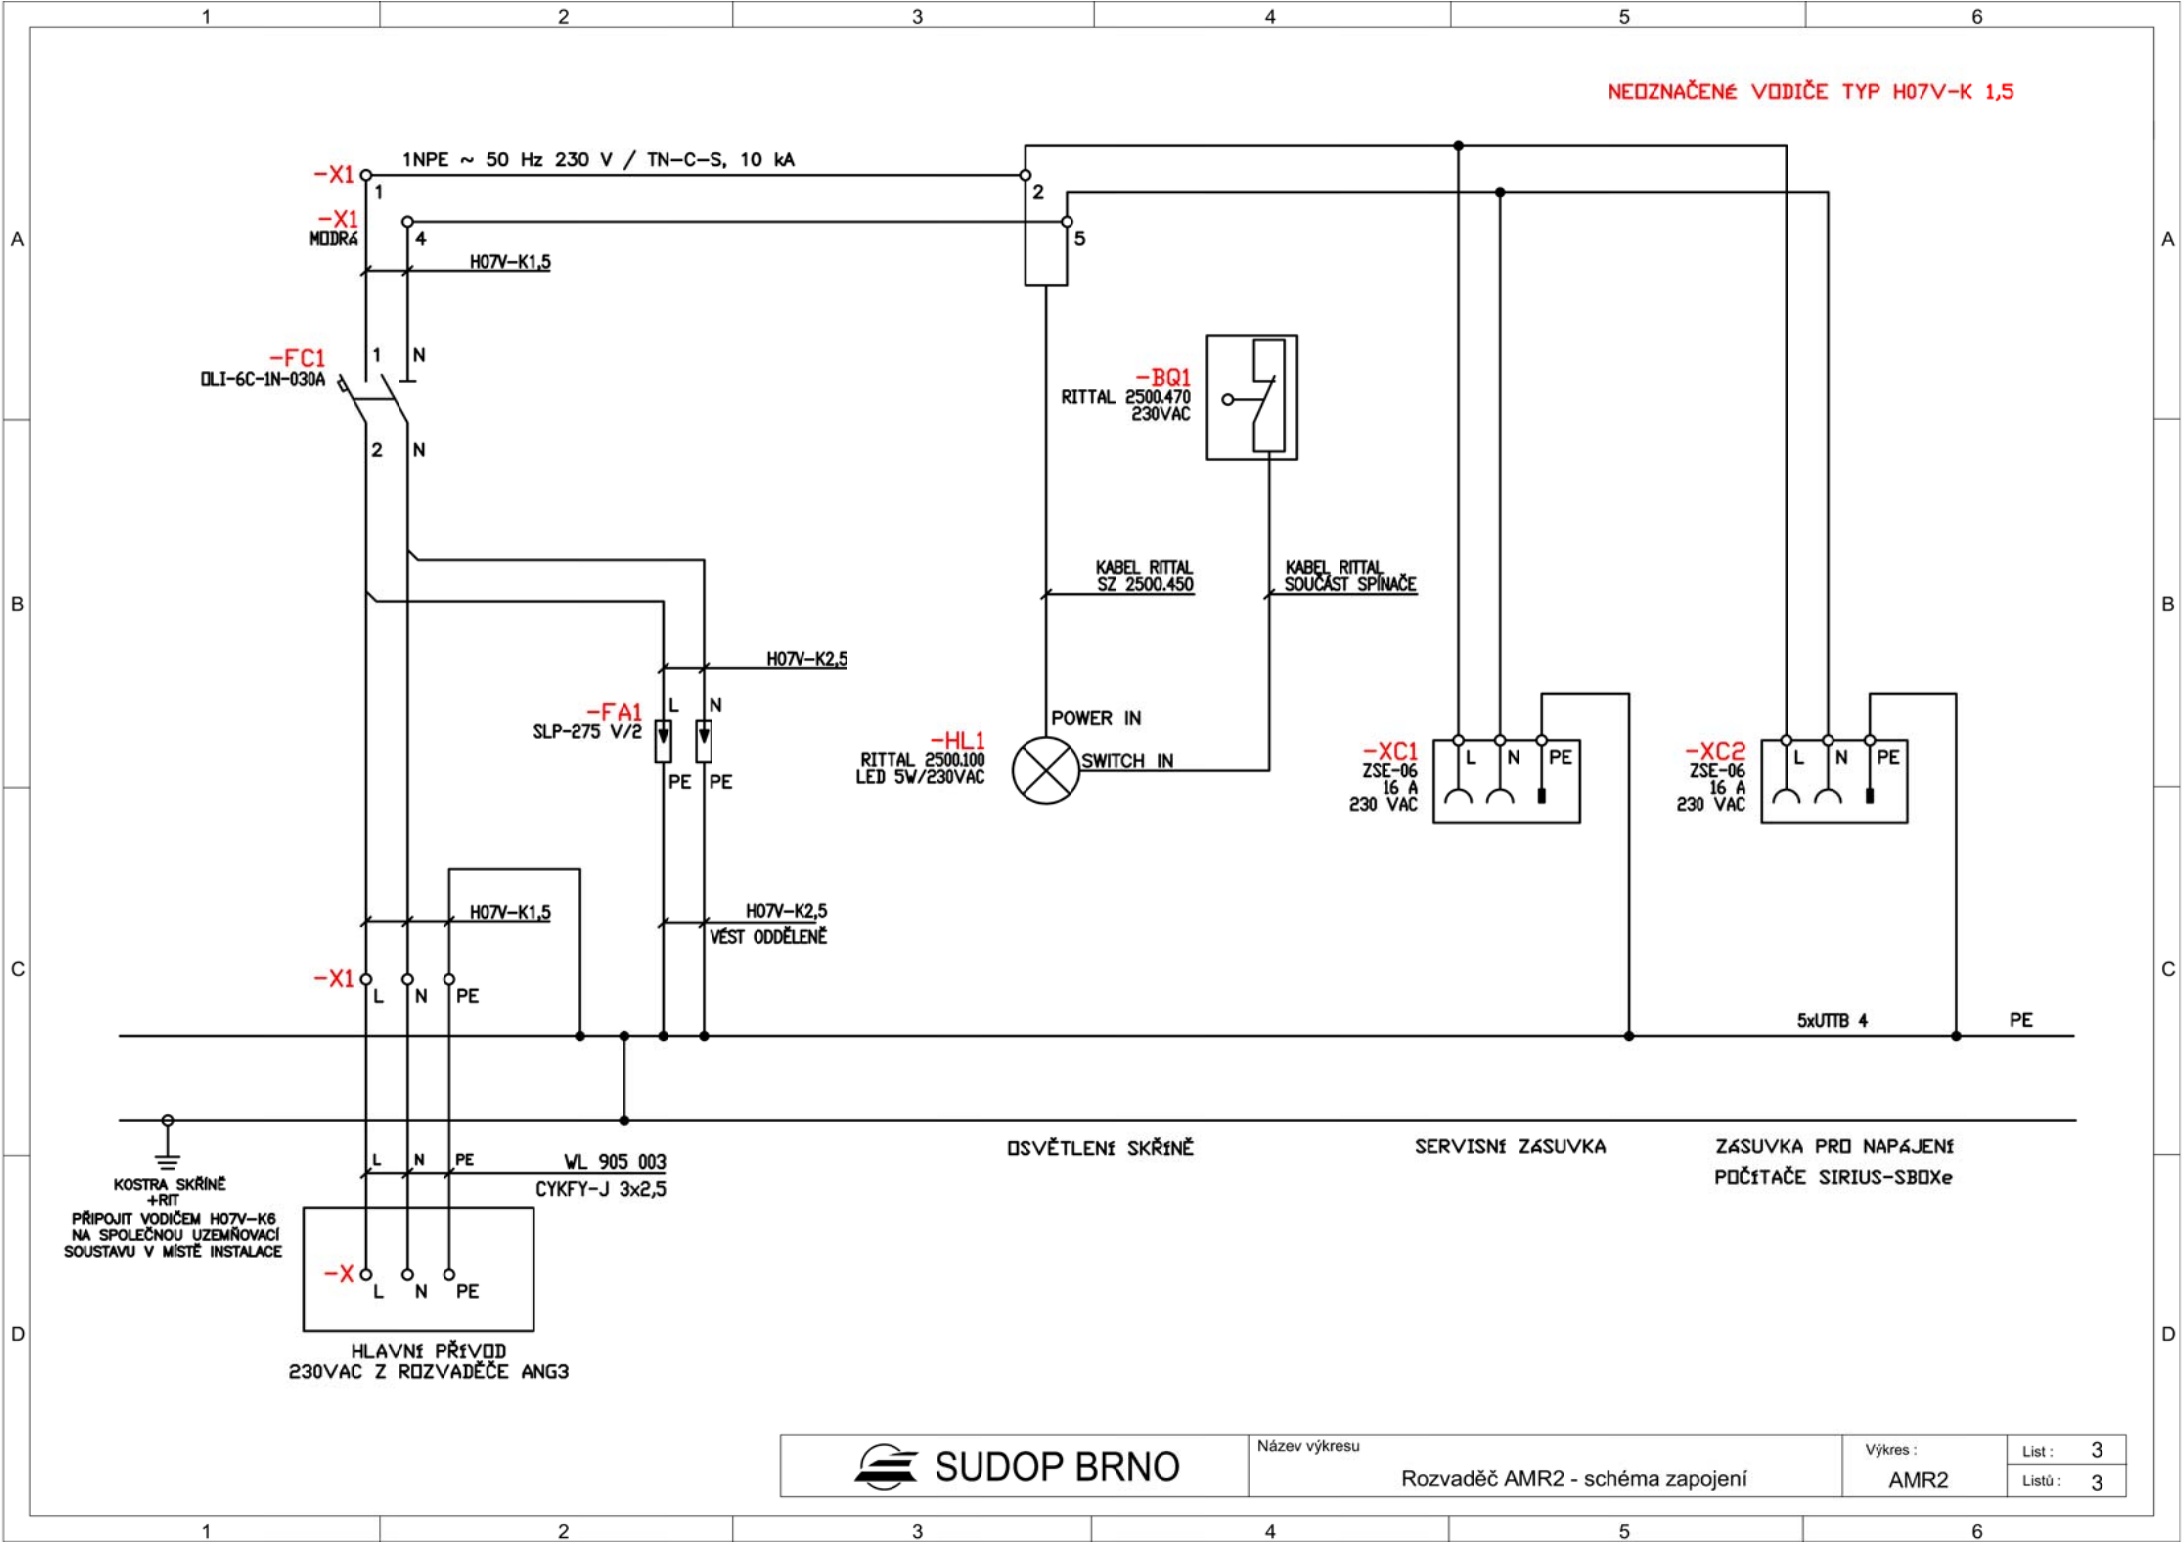 1 2 3 4 5 6
NEOZNAČENÉ VODIČE TYP H07V-K 1,5
1NPE ~ 50 Hz 230 V / TN-C-S, 10 kA
-X1
1
2
-X1
MODRÁ
4
5
A
A
H07V-K1,5
-FC1
OLI-6C-1N-030A
1
N
2
N
-BQ1
RITTAL 2500.470
230VAC
KABEL RITTAL
SZ 2500.450
KABEL RITTAL
SOUČÁST SPÍNAČE
B
B
H07V-K2,5
-FA1
SLP-275 V/2
L
N
PE
PE
POWER IN
-HL1
RITTAL 2500.100
LED 5W/230VAC
SWITCH IN
-XC1
ZSE-06
16 A
230 VAC
L
N
PE
-XC2
ZSE-06
16 A
230 VAC
L
N
PE
H07V-K1,5
H07V-K2,5
VÉST ODDĚLENĚ
C
C
-X1
L
N
PE
5xUTTB 4
PE
OSVĚTLENÍ SKŘÍNĚ
SERVISNÍ ZÁSUVKA
ZÁSUVKA PRO NAPÁJENÍ
POČÍTAČE SIRIUS-SBOXe
L
N
PE
WL 905 003
CYKFY-J 3x2,5
KOSTRA SKŘÍNĚ
+RIT
PŘIPOJIT VODIČEM H07V-K6
NA SPOLEČNOU UZEMŇOVACÍ
SOUSTAVU V MÍSTĚ INSTALACE
-X
L
N
PE
D
D
HLAVNÍ PŘÍVOD
230VAC Z ROZVADĚČE ANG3
SUDOP BRNO
Název výkresu
Rozvaděč AMR2 - schéma zapojení
Výkres :
AMR2
List : 3
Listů : 3
1 2 3 4 5 6